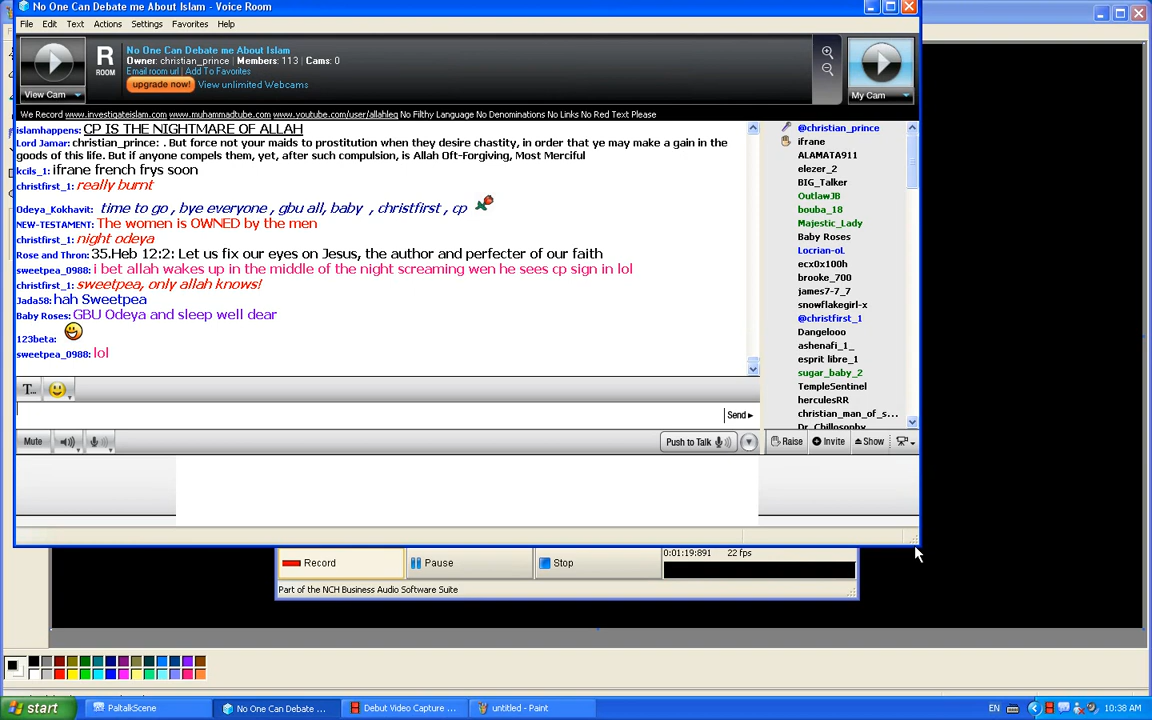 No One Can Debate me About Islam - Voice Room
File Edit Text Actions Settings Favorites Help
View Cam
R
ROOM
No One Can Debate me About Islam
Owner: christian_prince | Members: 113 | Cams: 0
Email room url | Add To Favorites
upgrade now! View unlimited Webcams
My Cam
We Record www.investigateislam.com www.muhammadtube.com www.youtube.com/user/allahleg No Filthy Language No Denominations No Links No Red Text Please
islamhappens: CP IS THE NIGHTMARE OF ALLAH
Lord Jamar: christian_prince: . But force not your maids to prostitution when they desire chastity, in order that ye may make a gain in the
goods of this life. But if anyone compels them, yet, after such compulsion, is Allah Oft-Forgiving, Most Merciful
kcils_1: ifrane french frys soon
christfirst_1: really burnt
Odeya_Kokhavit: time to go , bye everyone , gbu all, baby , christfirst , cp
NEW-TESTAMENT: The women is OWNED by the men
christfirst_1: night odeya
Rose and Thron: 35.Heb 12:2: Let us fix our eyes on Jesus, the author and perfecter of our faith
sweetpea_0988: i bet allah wakes up in the middle of the night screaming wen he sees cp sign in lol
christfirst_1: sweetpea, only allah knows!
Jada58: hah Sweetpea
Baby Roses: GBU Odeya and sleep well dear
123beta:
sweetpea_0988: lol
@christian_prince
ifrane
ALAMATA911
elezer_2
BIG_Talker
OutlawJB
bouba_18
Majestic_Lady
Baby Roses
Locrian-oL
ecx0x100h
brooke_700
james7-7_7
snowflakegirl-x
@christfirst_1
Dangelooo
ashenafi_1_
esprit libre_1
sugar_baby_2
TempleSentinel
herculesRR
christian_man_of_s...
Dr_Chillosophy
T...
Send
Mute
Push to Talk
Raise Invite Show
Record Pause Stop
0:01:19:891 22 fps
Part of the NCH Business Audio Software Suite
start
PaltalkScene
No One Can Debate ...
Debut Video Capture ...
untitled - Paint
EN
10:38 AM